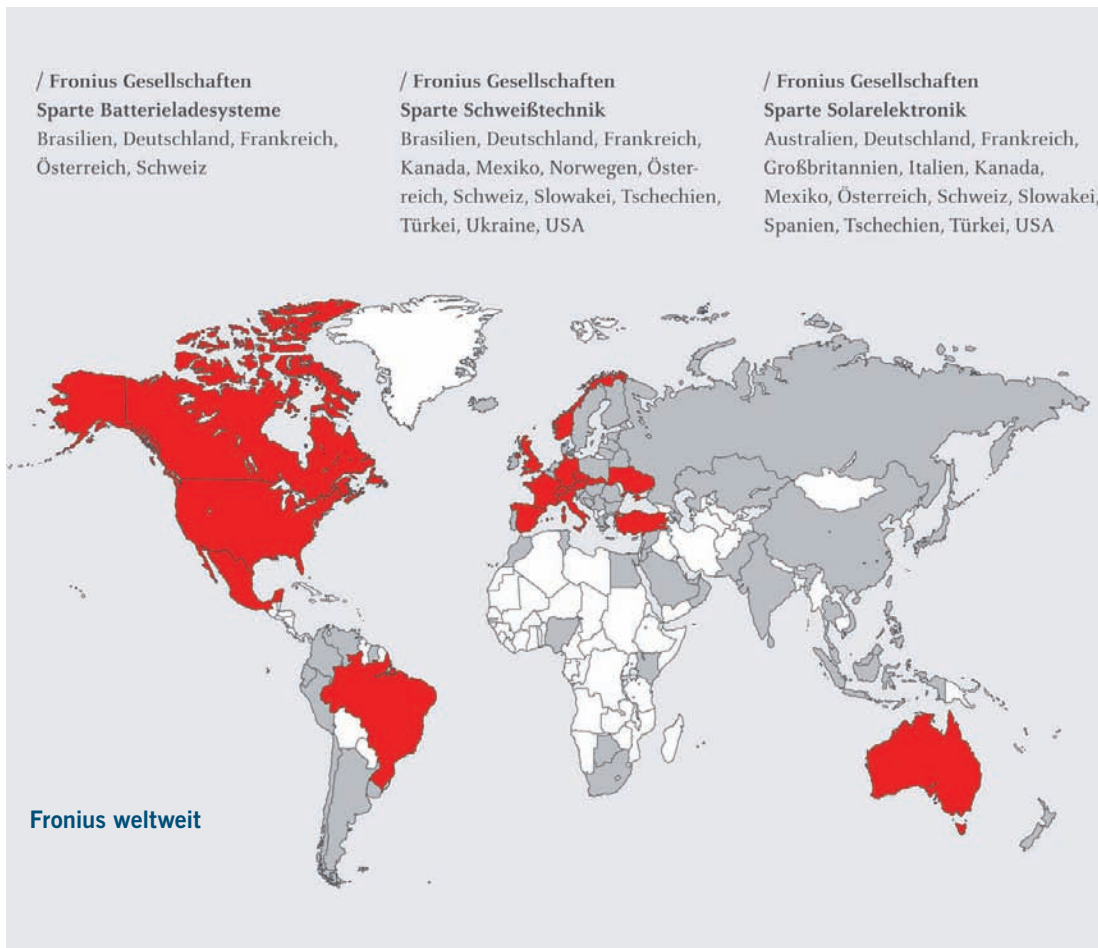 / Fronius Gesellschaften
Sparte Batterieladesysteme
Brasilien, Deutschland, Frankreich,
Österreich, Schweiz
/ Fronius Gesellschaften
Sparte Schweißtechnik
Brasilien, Deutschland, Frankreich,
Kanada, Mexiko, Norwegen, Öster-
reich, Schweiz, Slowakei, Tschechien,
Türkei, Ukraine, USA
/ Fronius Gesellschaften
Sparte Solarelektronik
Australien, Deutschland, Frankreich,
Großbritannien, Italien, Kanada,
Mexiko, Österreich, Schweiz, Slowakei,
Spanien, Tschechien, Türkei, USA
Fronius weltweit